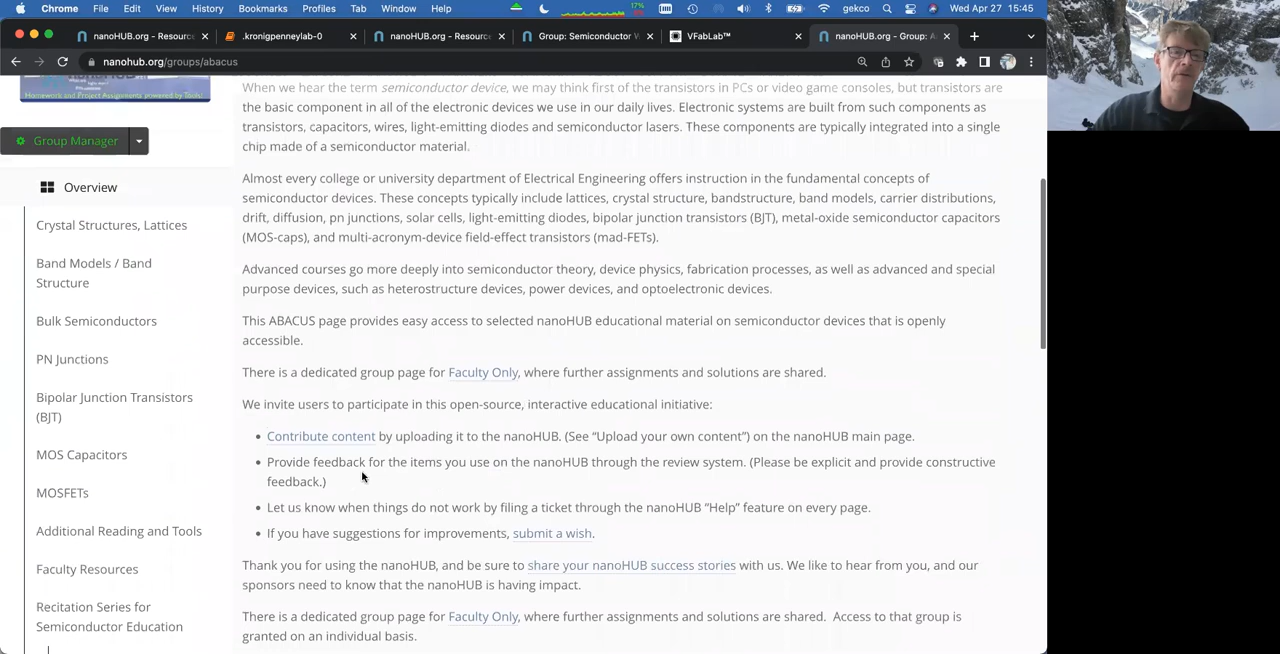 Chrome File Edit View History Bookmarks Profiles Tab Window Help 17% gekco Wed Apr 27 15:45
nanoHUB.org - Resourc .kronigpenneylab-0 nanoHUB.org - Resourc Group: Semiconductor W VFabLab™ nanoHUB.org - Group: A
nanohub.org/groups/abacus
Homework and Project Assignments powered by Tools!
Group Manager
Overview
Crystal Structures, Lattices
Band Models / Band
Structure
Bulk Semiconductors
PN Junctions
Bipolar Junction Transistors
(BJT)
MOS Capacitors
MOSFETs
Additional Reading and Tools
Faculty Resources
Recitation Series for
Semiconductor Education
When we hear the term semiconductor device, we may think first of the transistors in PCs or video game consoles, but transistors are
the basic component in all of the electronic devices we use in our daily lives. Electronic systems are built from such components as
transistors, capacitors, wires, light-emitting diodes and semiconductor lasers. These components are typically integrated into a single
chip made of a semiconductor material.
Almost every college or university department of Electrical Engineering offers instruction in the fundamental concepts of
semiconductor devices. These concepts typically include lattices, crystal structure, bandstructure, band models, carrier distributions,
drift, diffusion, pn junctions, solar cells, light-emitting diodes, bipolar junction transistors (BJT), metal-oxide semiconductor capacitors
(MOS-caps), and multi-acronym-device field-effect transistors (mad-FETs).
Advanced courses go more deeply into semiconductor theory, device physics, fabrication processes, as well as advanced and special
purpose devices, such as heterostructure devices, power devices, and optoelectronic devices.
This ABACUS page provides easy access to selected nanoHUB educational material on semiconductor devices that is openly
accessible.
There is a dedicated group page for Faculty Only, where further assignments and solutions are shared.
We invite users to participate in this open-source, interactive educational initiative:
• Contribute content by uploading it to the nanoHUB. (See “Upload your own content”) on the nanoHUB main page.
• Provide feedback for the items you use on the nanoHUB through the review system. (Please be explicit and provide constructive
feedback.)
• Let us know when things do not work by filing a ticket through the nanoHUB “Help” feature on every page.
• If you have suggestions for improvements, submit a wish.
Thank you for using the nanoHUB, and be sure to share your nanoHUB success stories with us. We like to hear from you, and our
sponsors need to know that the nanoHUB is having impact.
There is a dedicated group page for Faculty Only, where further assignments and solutions are shared. Access to that group is
granted on an individual basis.